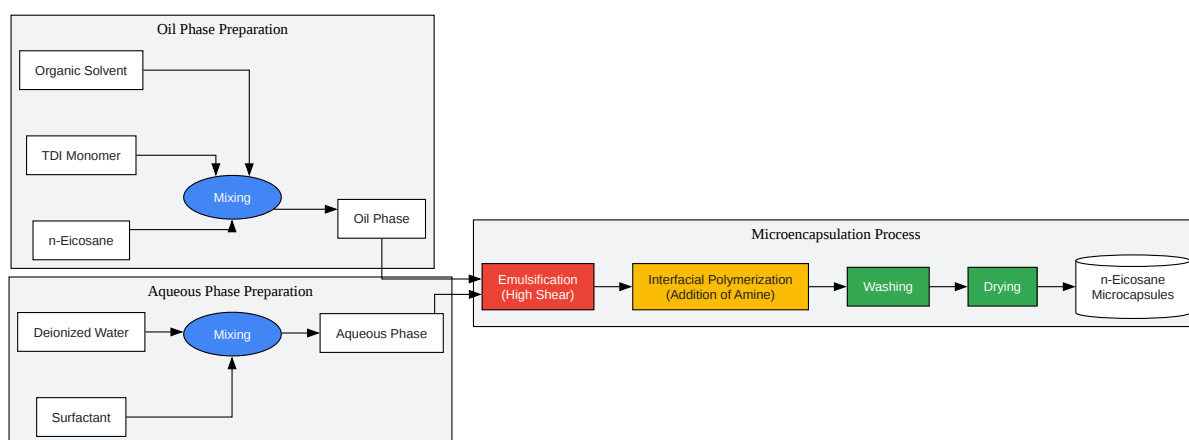 Oil Phase Preparation
Organic Solvent
TDI Monomer
Mixing
n-Eicosane
Oil Phase
Aqueous Phase Preparation
Deionized Water
Mixing
Aqueous Phase
Surfactant
Microencapsulation Process
Emulsification
(High Shear)
Interfacial Polymerization
(Addition of Amine)
Washing
Drying
n-Eicosane
Microcapsules